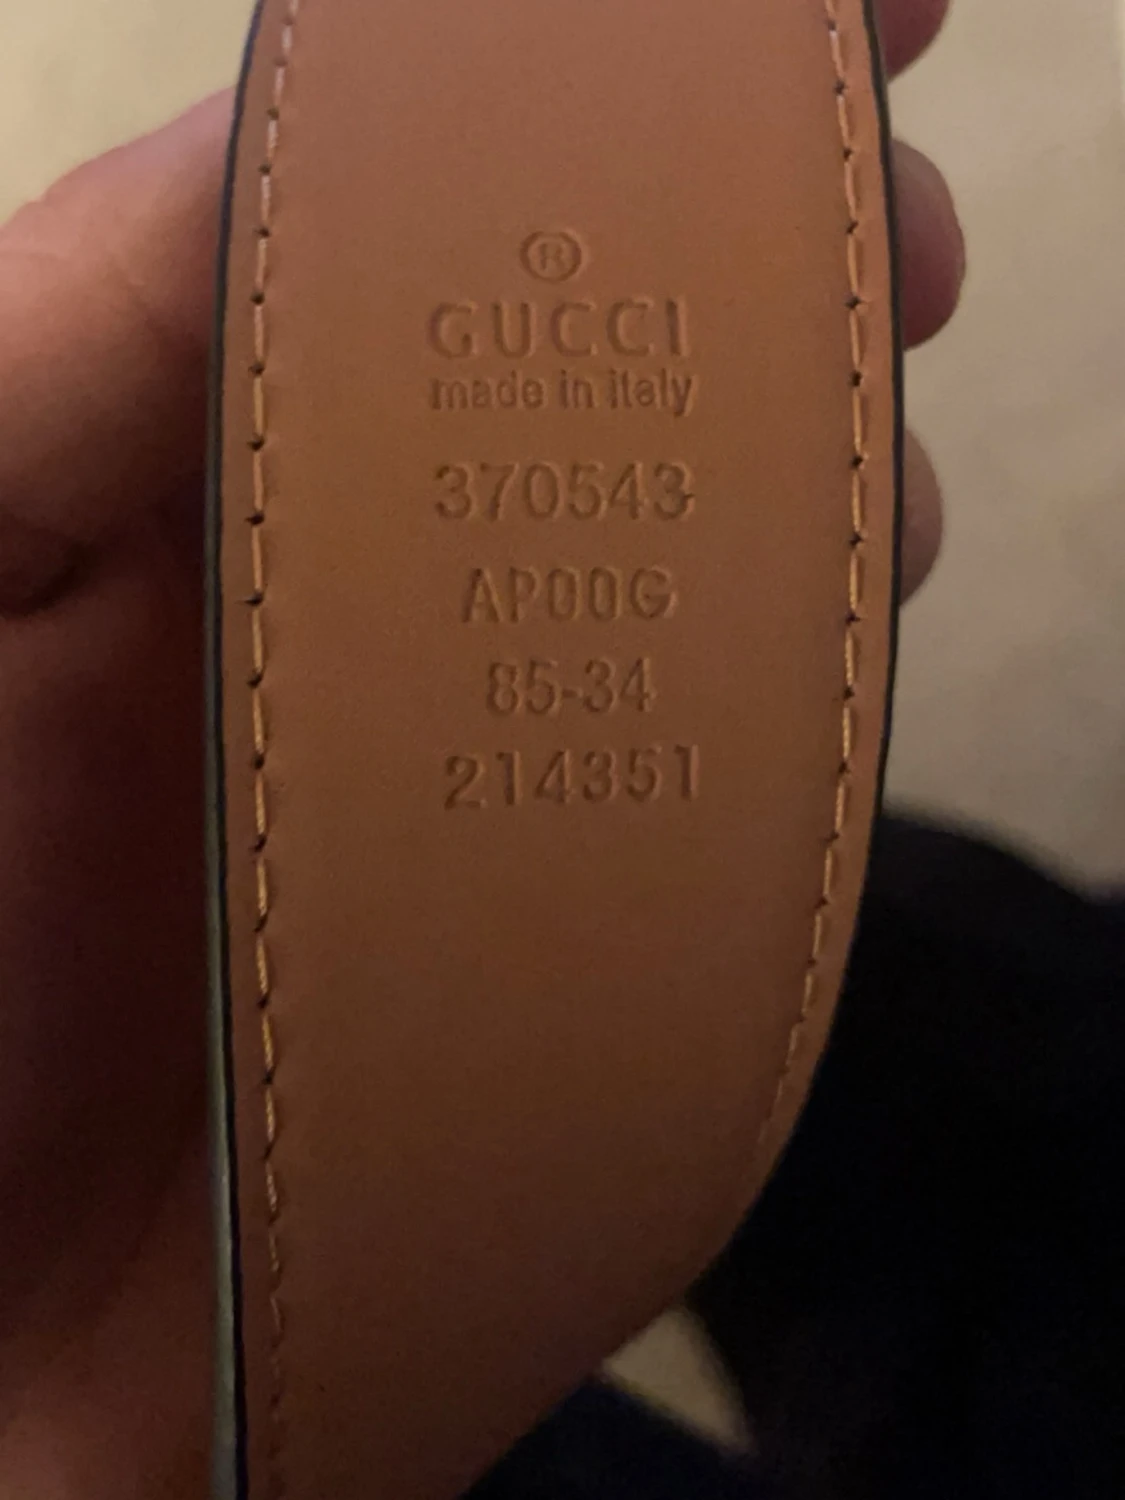 ®
GUCCI
made in italy
370543
AP00G
85-34
214351